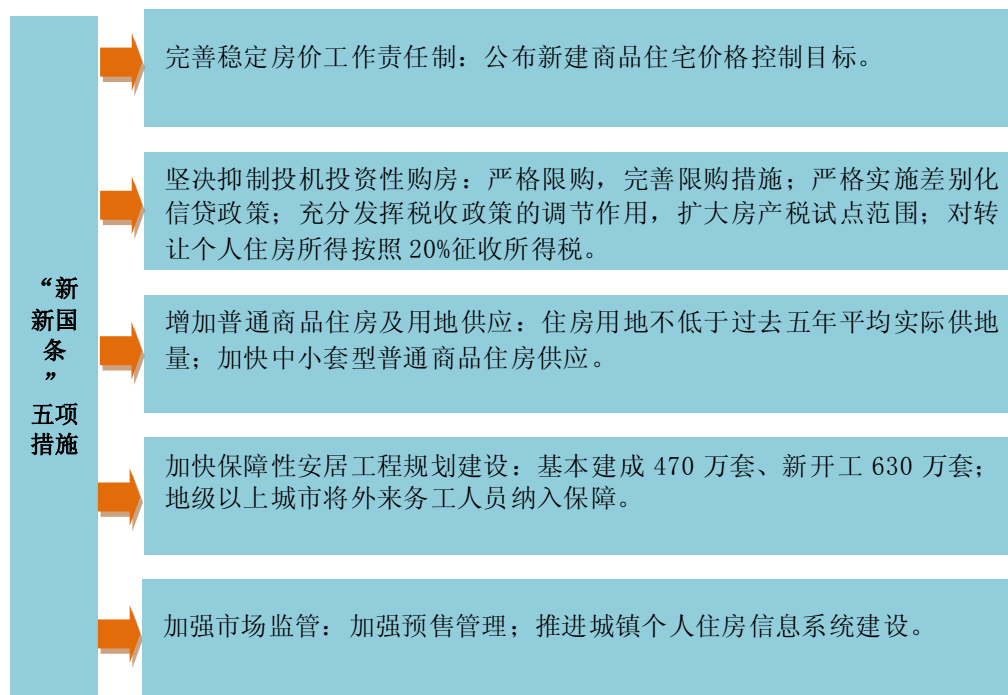 “新
新国
条
”
五项
措施
完善稳定房价工作责任制：公布新建商品住宅价格控制目标。
坚决抑制投机投资性购房：严格限购，完善限购措施；严格实施差别化
信贷政策；充分发挥税收政策的调节作用，扩大房产税试点范围；对转
让个人住房所得按照 20%征收所得税。
增加普通商品住房及用地供应：住房用地不低于过去五年平均实际供地
量；加快中小套型普通商品住房供应。
加快保障性安居工程规划建设：基本建成 470 万套、新开工 630 万套；
地级以上城市将外来务工人员纳入保障。
加强市场监管：加强预售管理；推进城镇个人住房信息系统建设。